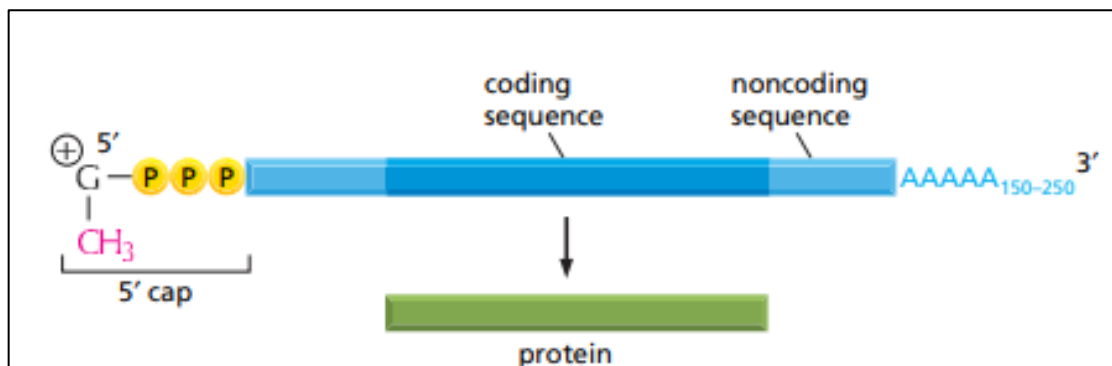 coding
sequence
noncoding
sequence
+
5′
G
P P P
AAAAA150–250
3′
CH3
5′ cap
protein